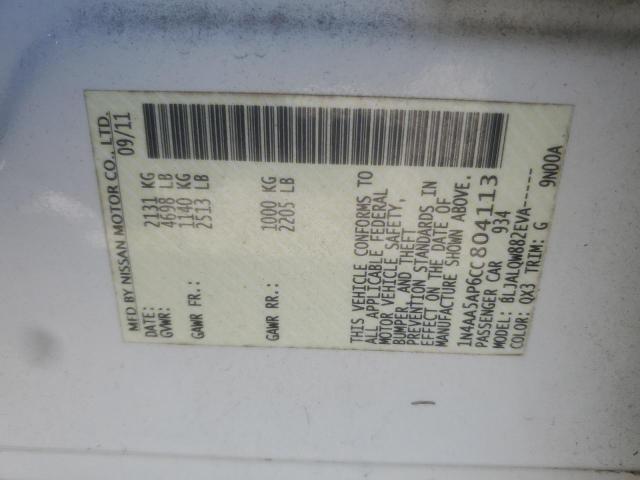 MFD BY NISSAN MOTOR CO., LTD.
DATE: 09/11
GVWR: 2131 KG
4698 LB
GAWR FR.: 1140 KG
2513 LB
GAWR RR.: 1000 KG
2205 LB
THIS VEHICLE CONFORMS TO
ALL APPLICABLE FEDERAL
MOTOR VEHICLE SAFETY,
BUMPER, AND THEFT
PREVENTION STANDARDS IN
EFFECT ON THE DATE OF
MANUFACTURE SHOWN ABOVE.
1N4AA5AP6CC804113
PASSENGER CAR 934
MODEL: BLJALQW882EVA-----
COLOR: QX3 TRIM: G 9N00A